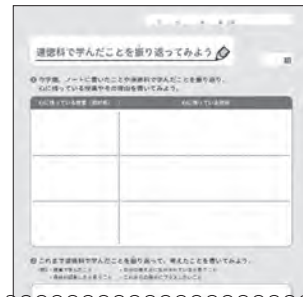 道徳科で学んだことを振り返ってみよう
❶ 今学期、ノートに書いたことや道徳科で学んだことを振り返り、
心に残っている授業やその理由を書いてみよう。
心に残っている授業（教材名）
心に残っている理由
❷ これまで道徳科で学んだことを振り返って、考えたことを書いてみよう。